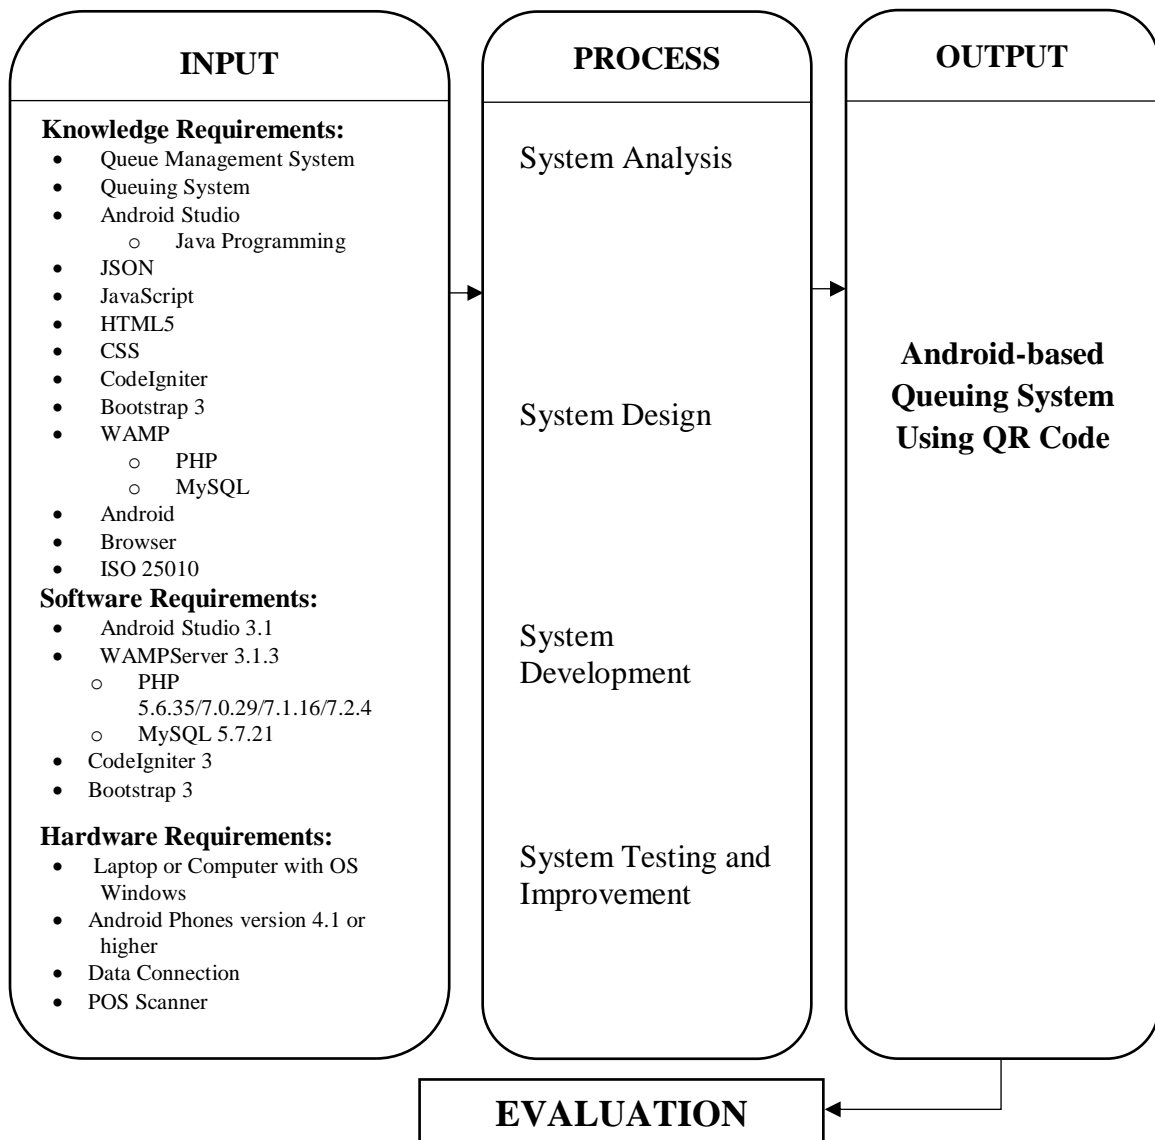 INPUT
Knowledge Requirements:
• Queue Management System
• Queuing System
• Android Studio
o Java Programming
• JSON
• JavaScript
• HTML5
• CSS
• CodeIgniter
• Bootstrap 3
• WAMP
o PHP
o MySQL
• Android
• Browser
• ISO 25010
Software Requirements:
• Android Studio 3.1
• WAMPServer 3.1.3
o PHP
5.6.35/7.0.29/7.1.16/7.2.4
o MySQL 5.7.21
• CodeIgniter 3
• Bootstrap 3
Hardware Requirements:
• Laptop or Computer with OS
Windows
• Android Phones version 4.1 or
higher
• Data Connection
• POS Scanner
PROCESS
System Analysis
System Design
System
Development
System Testing and
Improvement
OUTPUT
Android-based
Queuing System
Using QR Code
EVALUATION